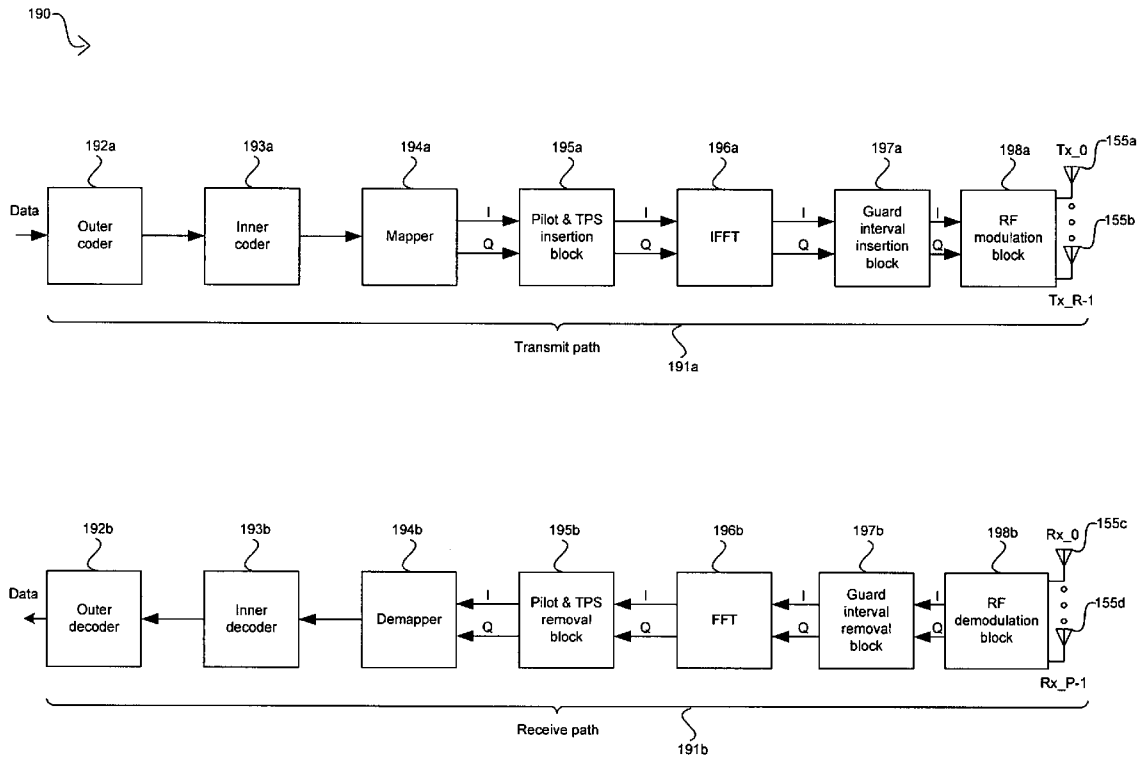 190
192a
193a
194a
195a
196a
197a
198a
Tx_0
155a
Data
Outer
coder
Inner
coder
Mapper
I
Q
Pilot & TPS
insertion
block
I
Q
IFFT
I
Q
Guard
interval
insertion
block
I
Q
RF
modulation
block
155b
Tx_R-1
Transmit path
191a
192b
193b
194b
195b
196b
197b
198b
Rx_0
155c
Data
Outer
decoder
Inner
decoder
Demapper
I
Q
Pilot & TPS
removal
block
I
Q
FFT
I
Q
Guard
interval
removal
block
I
Q
RF
demodulation
block
155d
Rx_P-1
Receive path
191b